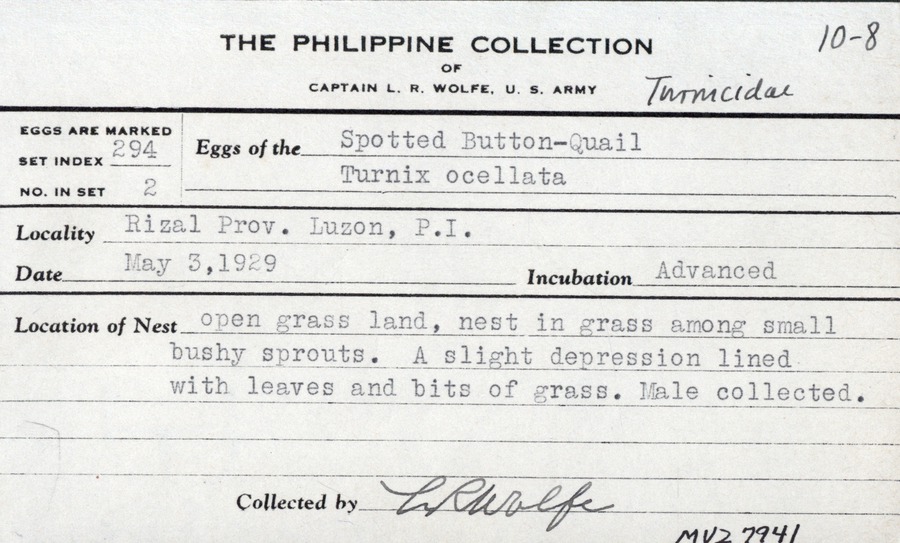 THE PHILIPPINE COLLECTION
10-8
OF
CAPTAIN L. R. WOLFE, U. S. ARMY
Turnicidae
EGGS ARE MARKED
SET INDEX 294
NO. IN SET 2
Eggs of the Spotted Button-Quail
Turnix ocellata
Locality Rizal Prov. Luzon, P.I.
Date May 3,1929
Incubation Advanced
Location of Nest open grass land, nest in grass among small
bushy sprouts. A slight depression lined
with leaves and bits of grass. Male collected.
Collected by L R Wolfe
MVZ 7941